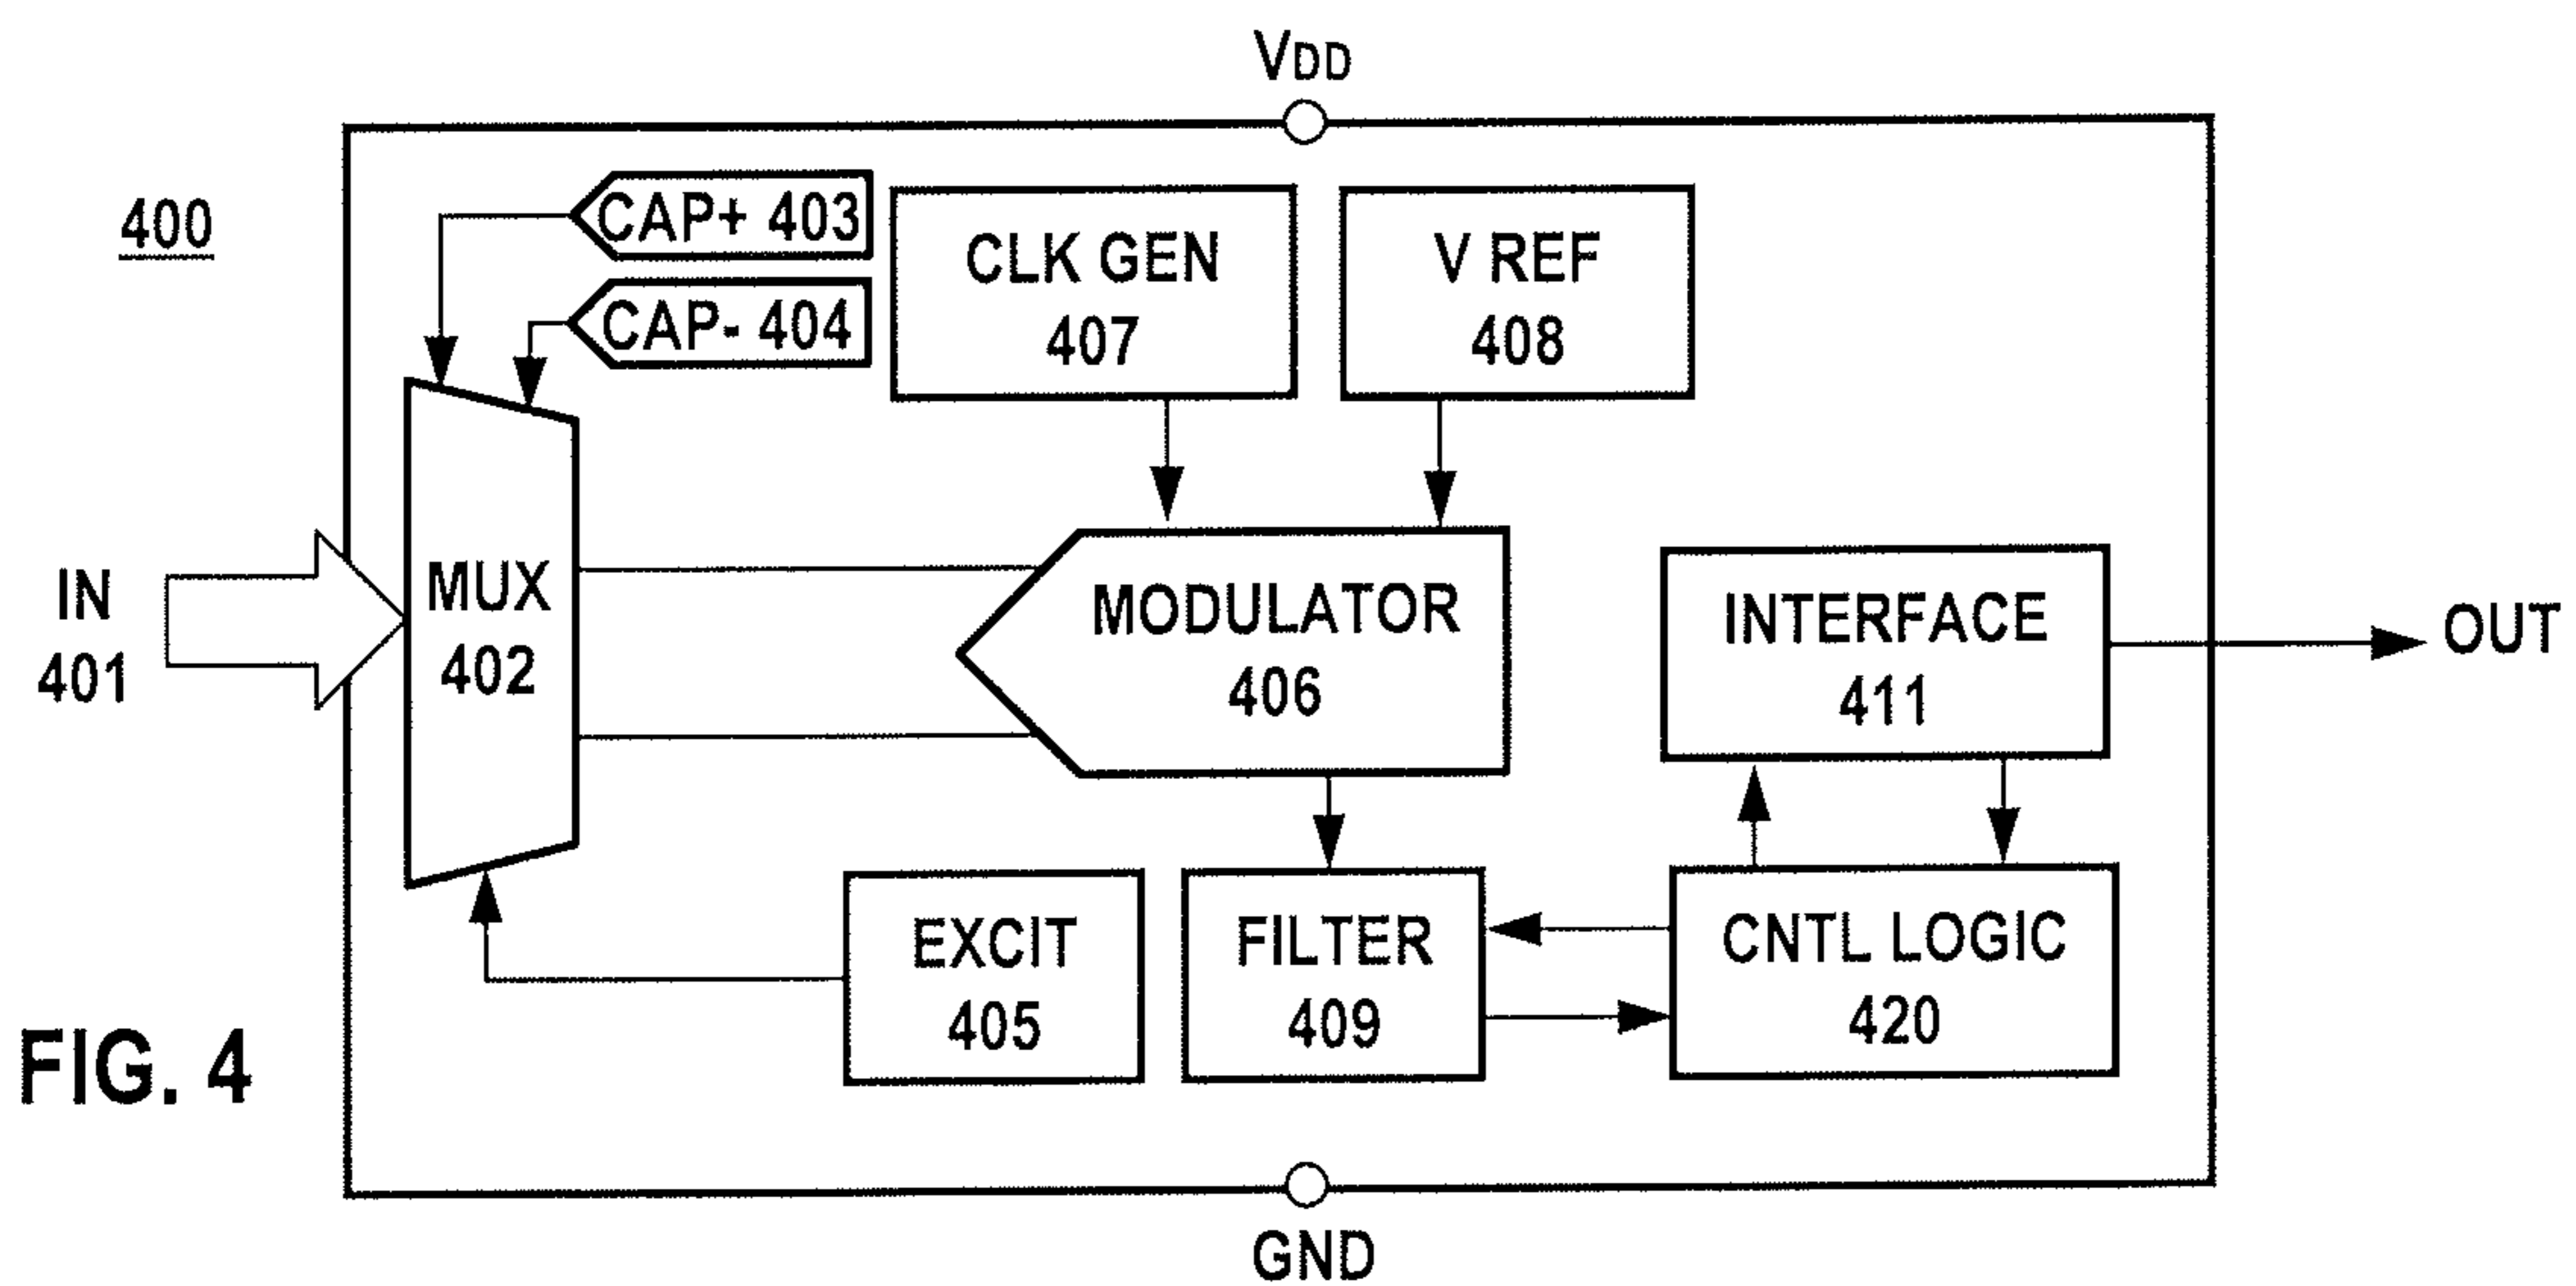 VDD
400
CAP+ 403
CAP- 404
CLK GEN
407
V REF
408
IN
401
MUX
402
MODULATOR
406
INTERFACE
411
OUT
EXCIT
405
FILTER
409
CNTL LOGIC
420
FIG. 4
GND